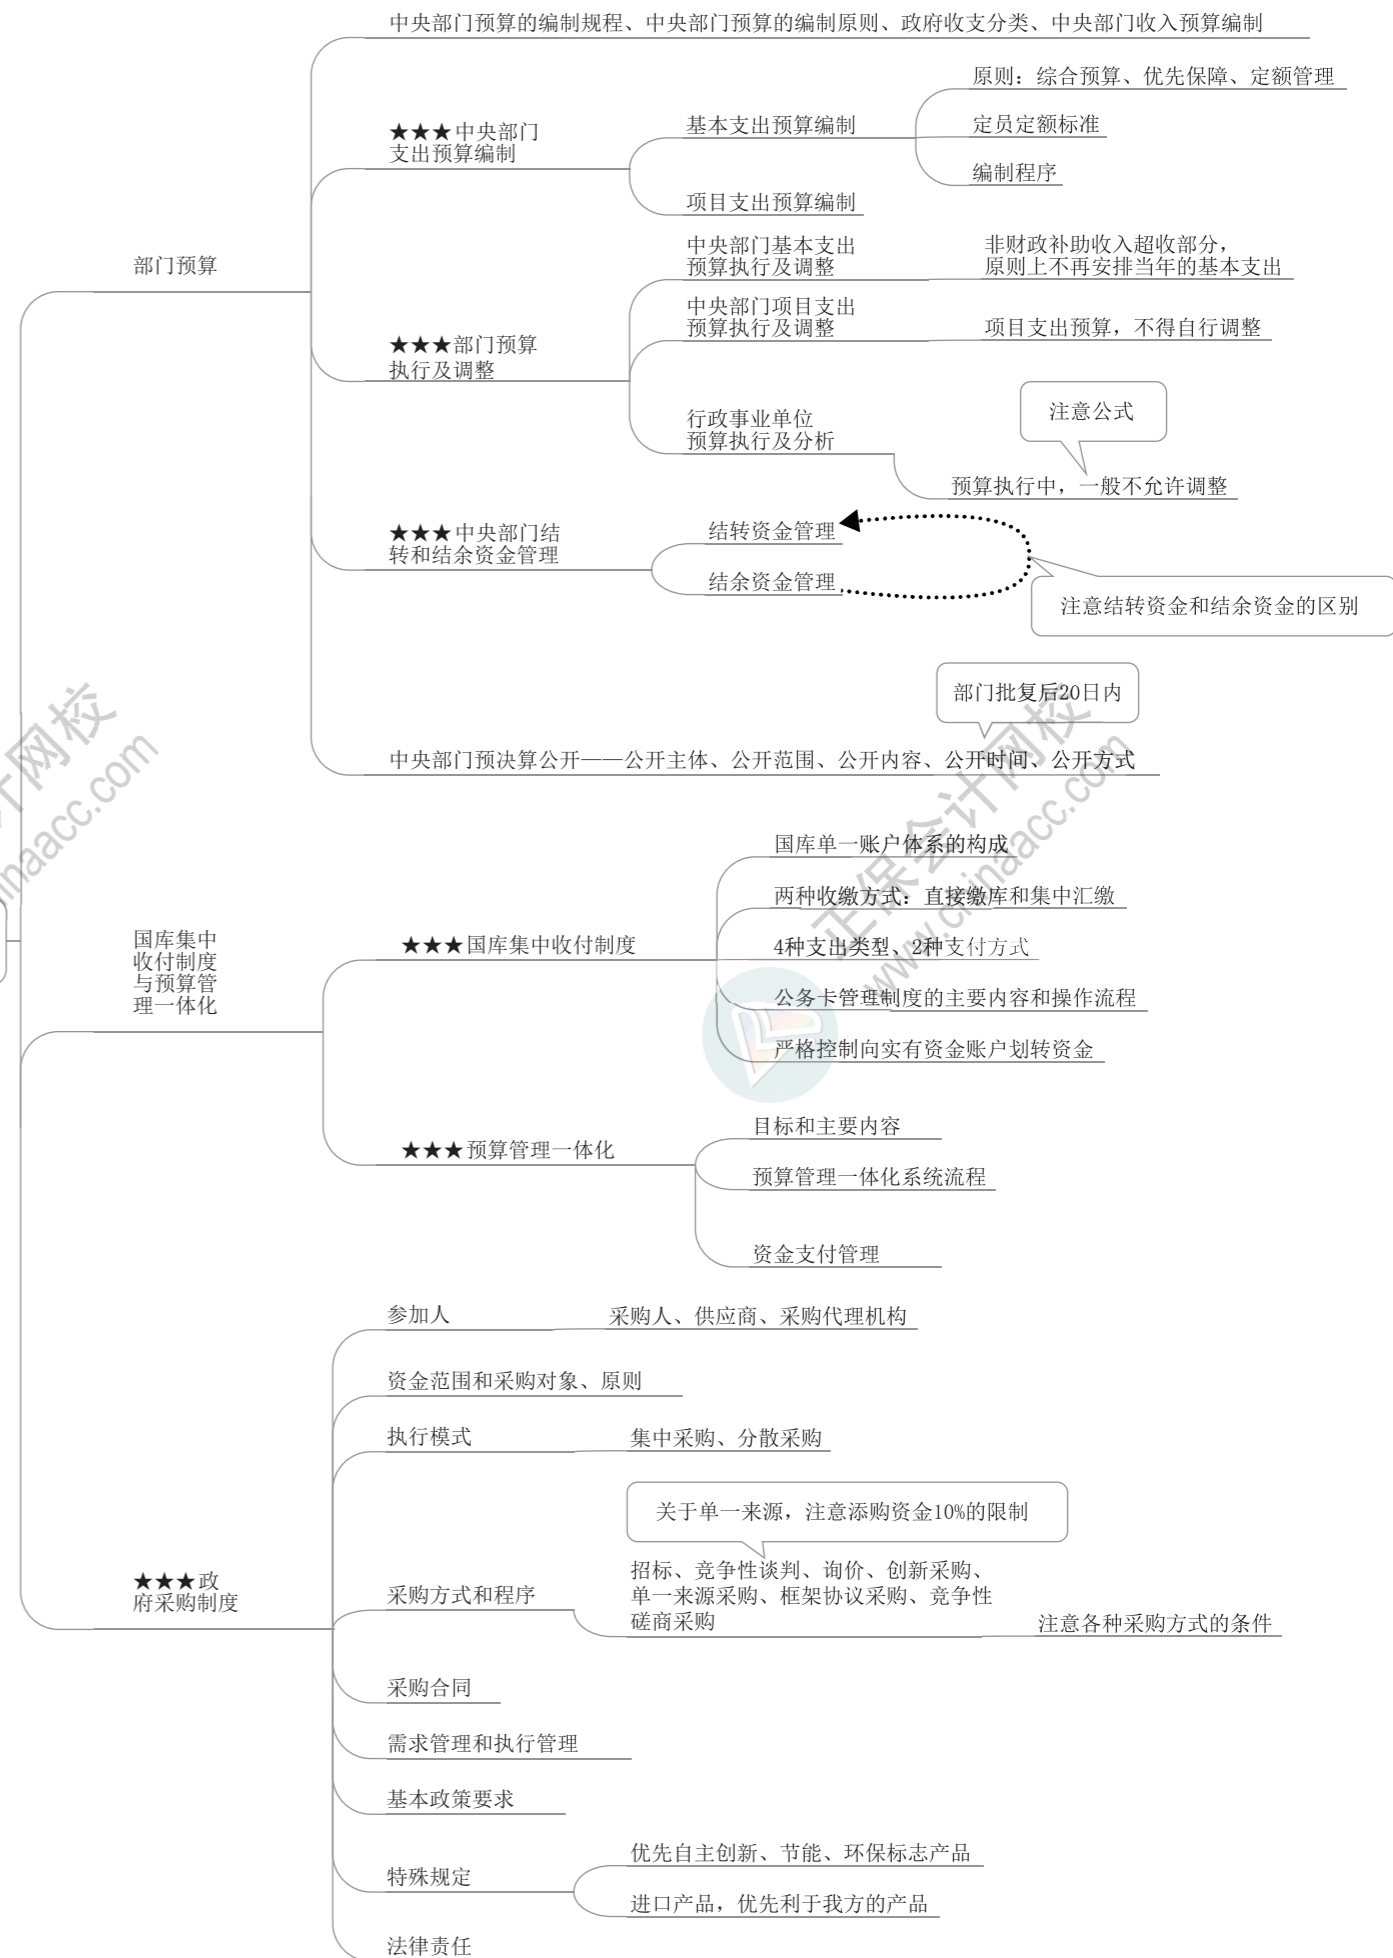 中央部门预算的编制规程、中央部门预算的编制原则、政府收支分类、中央部门收入预算编制
原则：综合预算、优先保障、定额管理
★★★中央部门
支出预算编制
基本支出预算编制
定员定额标准
编制程序
项目支出预算编制
部门预算
中央部门基本支出
预算执行及调整
非财政补助收入超收部分，
原则上不再安排当年的基本支出
中央部门项目支出
预算执行及调整
项目支出预算，不得自行调整
★★★部门预算
执行及调整
注意公式
行政事业单位
预算执行及分析
预算执行中，一般不允许调整
★★★中央部门结
转和结余资金管理
结转资金管理
结余资金管理
注意结转资金和结余资金的区别
部门批复后20日内
中央部门预决算公开——公开主体、公开范围、公开内容、公开时间、公开方式
国库单一账户体系的构成
两种收缴方式：直接缴库和集中汇缴
国库集中
收付制度
与预算管
理一体化
★★★国库集中收付制度
4种支出类型、2种支付方式
公务卡管理制度的主要内容和操作流程
严格控制向实有资金账户划转资金
目标和主要内容
★★★预算管理一体化
预算管理一体化系统流程
资金支付管理
参加人
采购人、供应商、采购代理机构
资金范围和采购对象、原则
执行模式
集中采购、分散采购
关于单一来源，注意添购资金10%的限制
★★★政
府采购制度
采购方式和程序
招标、竞争性谈判、询价、创新采购、
单一来源采购、框架协议采购、竞争性
磋商采购
注意各种采购方式的条件
采购合同
需求管理和执行管理
基本政策要求
特殊规定
优先自主创新、节能、环保标志产品
进口产品，优先利于我方的产品
法律责任
正保会计网校
www.chinaacc.com
计网校
inaacc.com